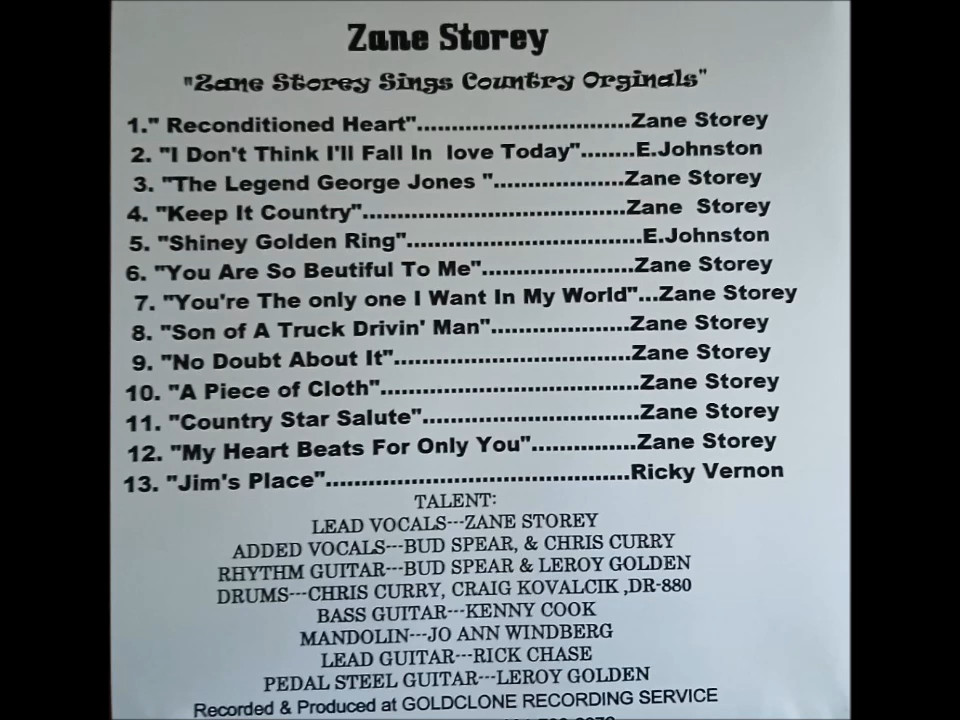 Zane Storey
"Zane Storey Sings Country Orginals"
1." Reconditioned Heart"...............................Zane Storey
2. "I Don't Think I'll Fall In love Today"........E.Johnston
3. "The Legend George Jones "...................Zane Storey
4. "Keep It Country"......................................Zane Storey
5. "Shiney Golden Ring"..................................E.Johnston
6. "You Are So Beutiful To Me"......................Zane Storey
7. "You're The only one I Want In My World"...Zane Storey
8. "Son of A Truck Drivin' Man"....................Zane Storey
9. "No Doubt About It"..................................Zane Storey
10. "A Piece of Cloth".....................................Zane Storey
11. "Country Star Salute"...............................Zane Storey
12. "My Heart Beats For Only You"...............Zane Storey
13. "Jim's Place"...........................................Ricky Vernon
TALENT:
LEAD VOCALS---ZANE STOREY
ADDED VOCALS---BUD SPEAR, & CHRIS CURRY
RHYTHM GUITAR---BUD SPEAR & LEROY GOLDEN
DRUMS---CHRIS CURRY, CRAIG KOVALCIK ,DR-880
BASS GUITAR---KENNY COOK
MANDOLIN---JO ANN WINDBERG
LEAD GUITAR---RICK CHASE
PEDAL STEEL GUITAR---LEROY GOLDEN
Recorded & Produced at GOLDCLONE RECORDING SERVICE